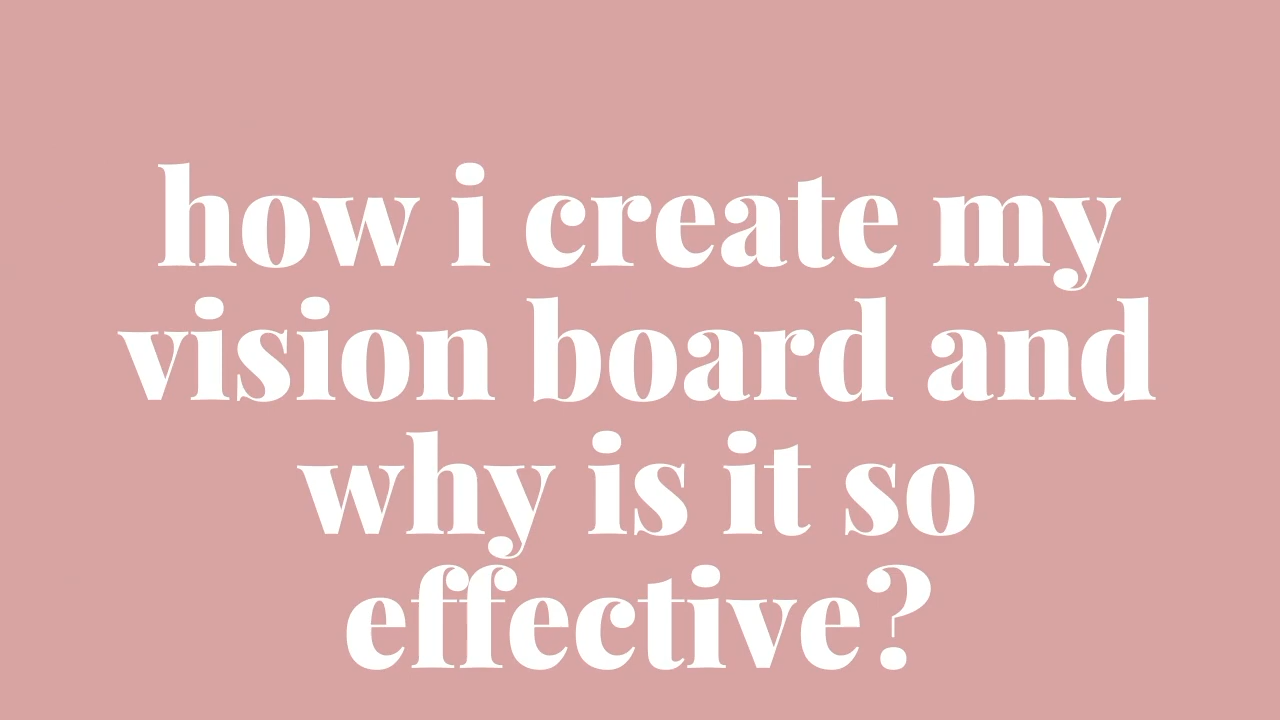 how i create my
vision board and
why is it so
effective?